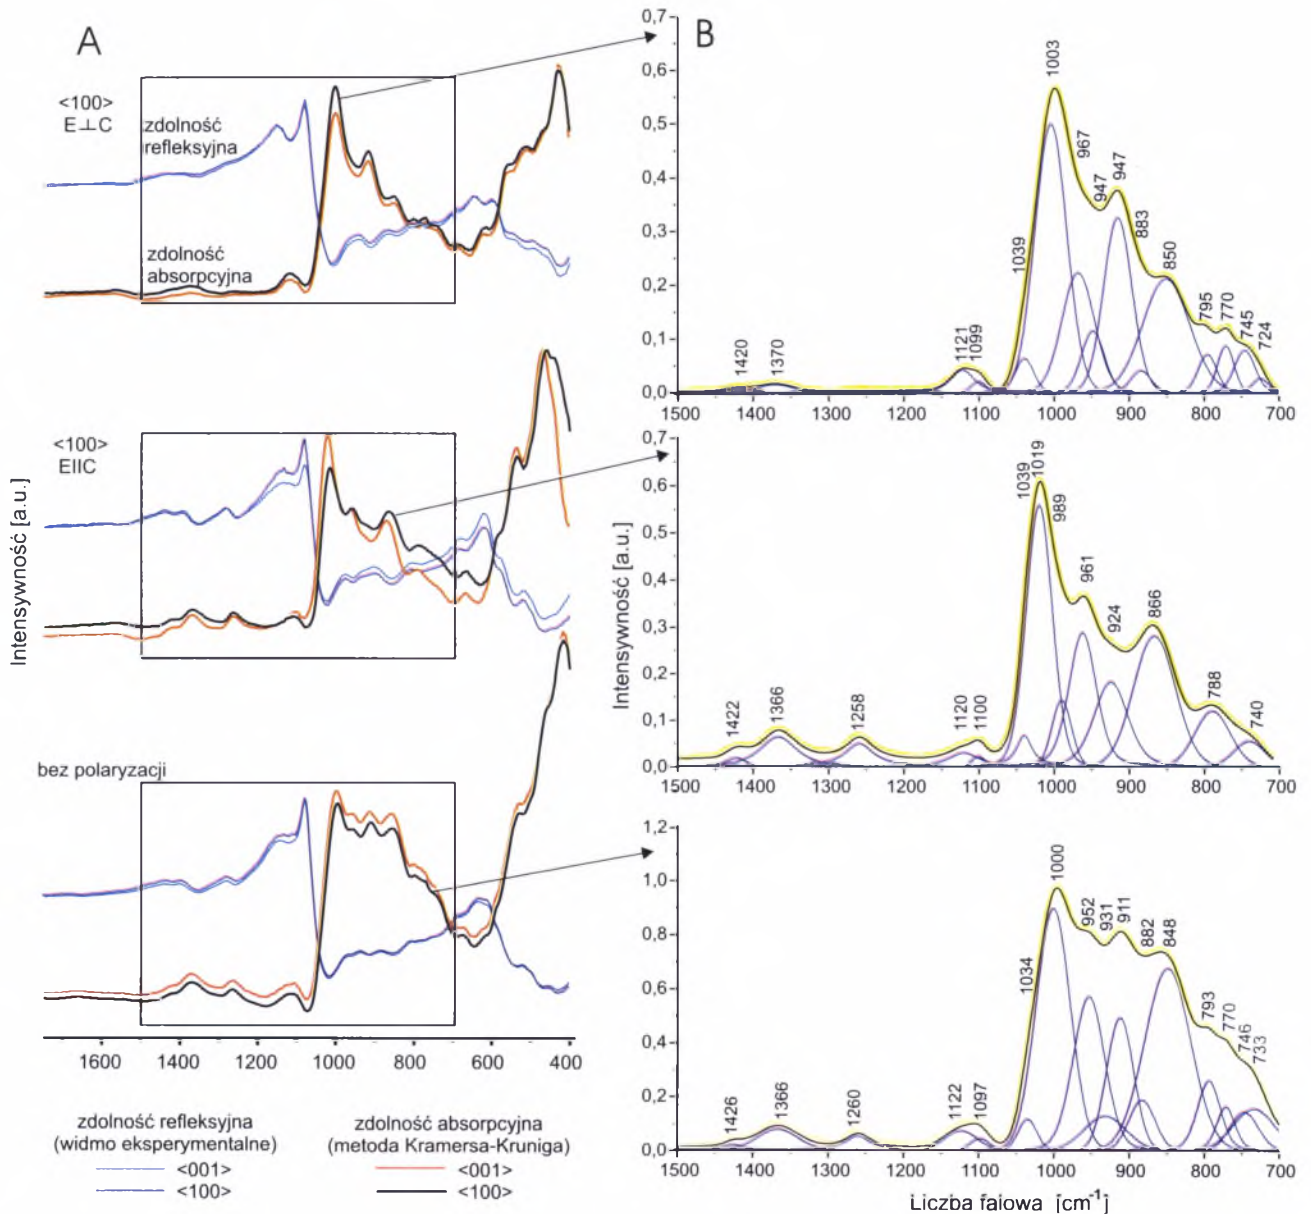 A
<100>
E⊥C
zdolność
refleksyjna
zdolność
absorpcyjna
<100>
EIIC
bez polaryzacji
Intensywność [a.u.]
1600 1400 1200 1000 800 600 400
zdolność refleksyjna
(widmo eksperymentalne)
<001>
<100>
zdolność absorpcyjna
(metoda Kramersa-Kruniga)
<001>
<100>
B
0,7
0,6
0,5
0,4
0,3
0,2
0,1
0,0
1420 1370 1121 1099 1039 1003 967 947 947 883 850 795 770 745 724
1500 1400 1300 1200 1100 1000 900 800 700
Intensywność [a.u.]
0,7
0,6
0,5
0,4
0,3
0,2
0,1
0,0
1422 1366 1258 1120 1100 1039 1019 989 961 924 866 788 740
1500 1400 1300 1200 1100 1000 900 800 700
1,2
1,0
0,8
0,6
0,4
0,2
0,0
1426 1366 1260 1122 1097 1034 1000 952 931 911 882 848 793 770 746 733
1500 1400 1300 1200 1100 1000 900 800 700
Liczba falowa [cm⁻¹]